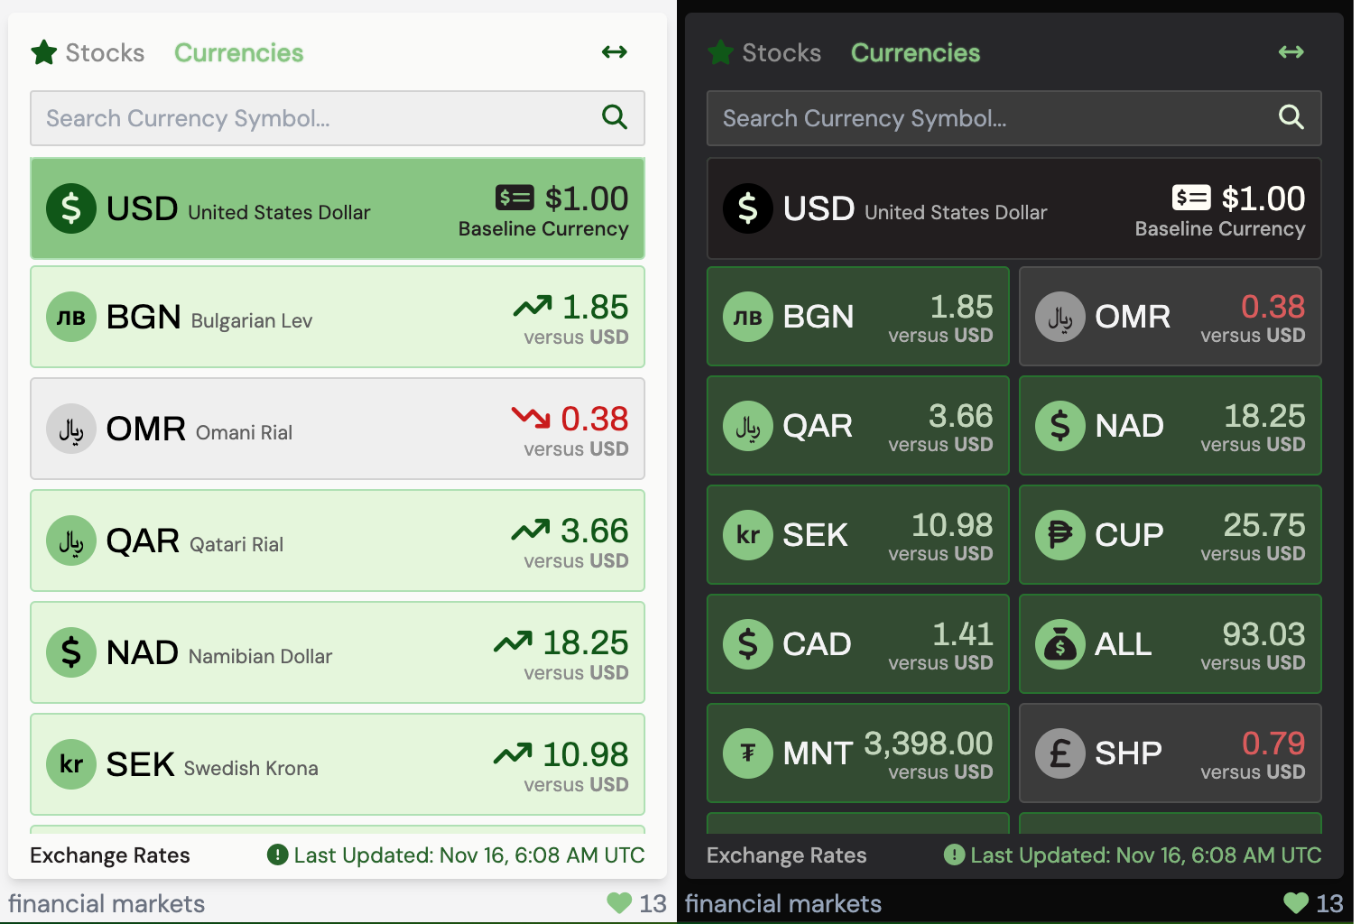 Stocks Currencies
Search Currency Symbol...
$ USD United States Dollar $1.00
Baseline Currency
лв BGN Bulgarian Lev 1.85
versus USD
﷼ OMR Omani Rial 0.38
versus USD
﷼ QAR Qatari Rial 3.66
versus USD
$ NAD Namibian Dollar 18.25
versus USD
kr SEK Swedish Krona 10.98
versus USD
Exchange Rates Last Updated: Nov 16, 6:08 AM UTC
financial markets 13
Stocks Currencies
Search Currency Symbol...
$ USD United States Dollar $1.00
Baseline Currency
лв BGN 1.85
versus USD
﷼ OMR 0.38
versus USD
﷼ QAR 3.66
versus USD
$ NAD 18.25
versus USD
kr SEK 10.98
versus USD
₱ CUP 25.75
versus USD
$ CAD 1.41
versus USD
$ ALL 93.03
versus USD
₮ MNT 3,398.00
versus USD
£ SHP 0.79
versus USD
Exchange Rates Last Updated: Nov 16, 6:08 AM UTC
financial markets 13